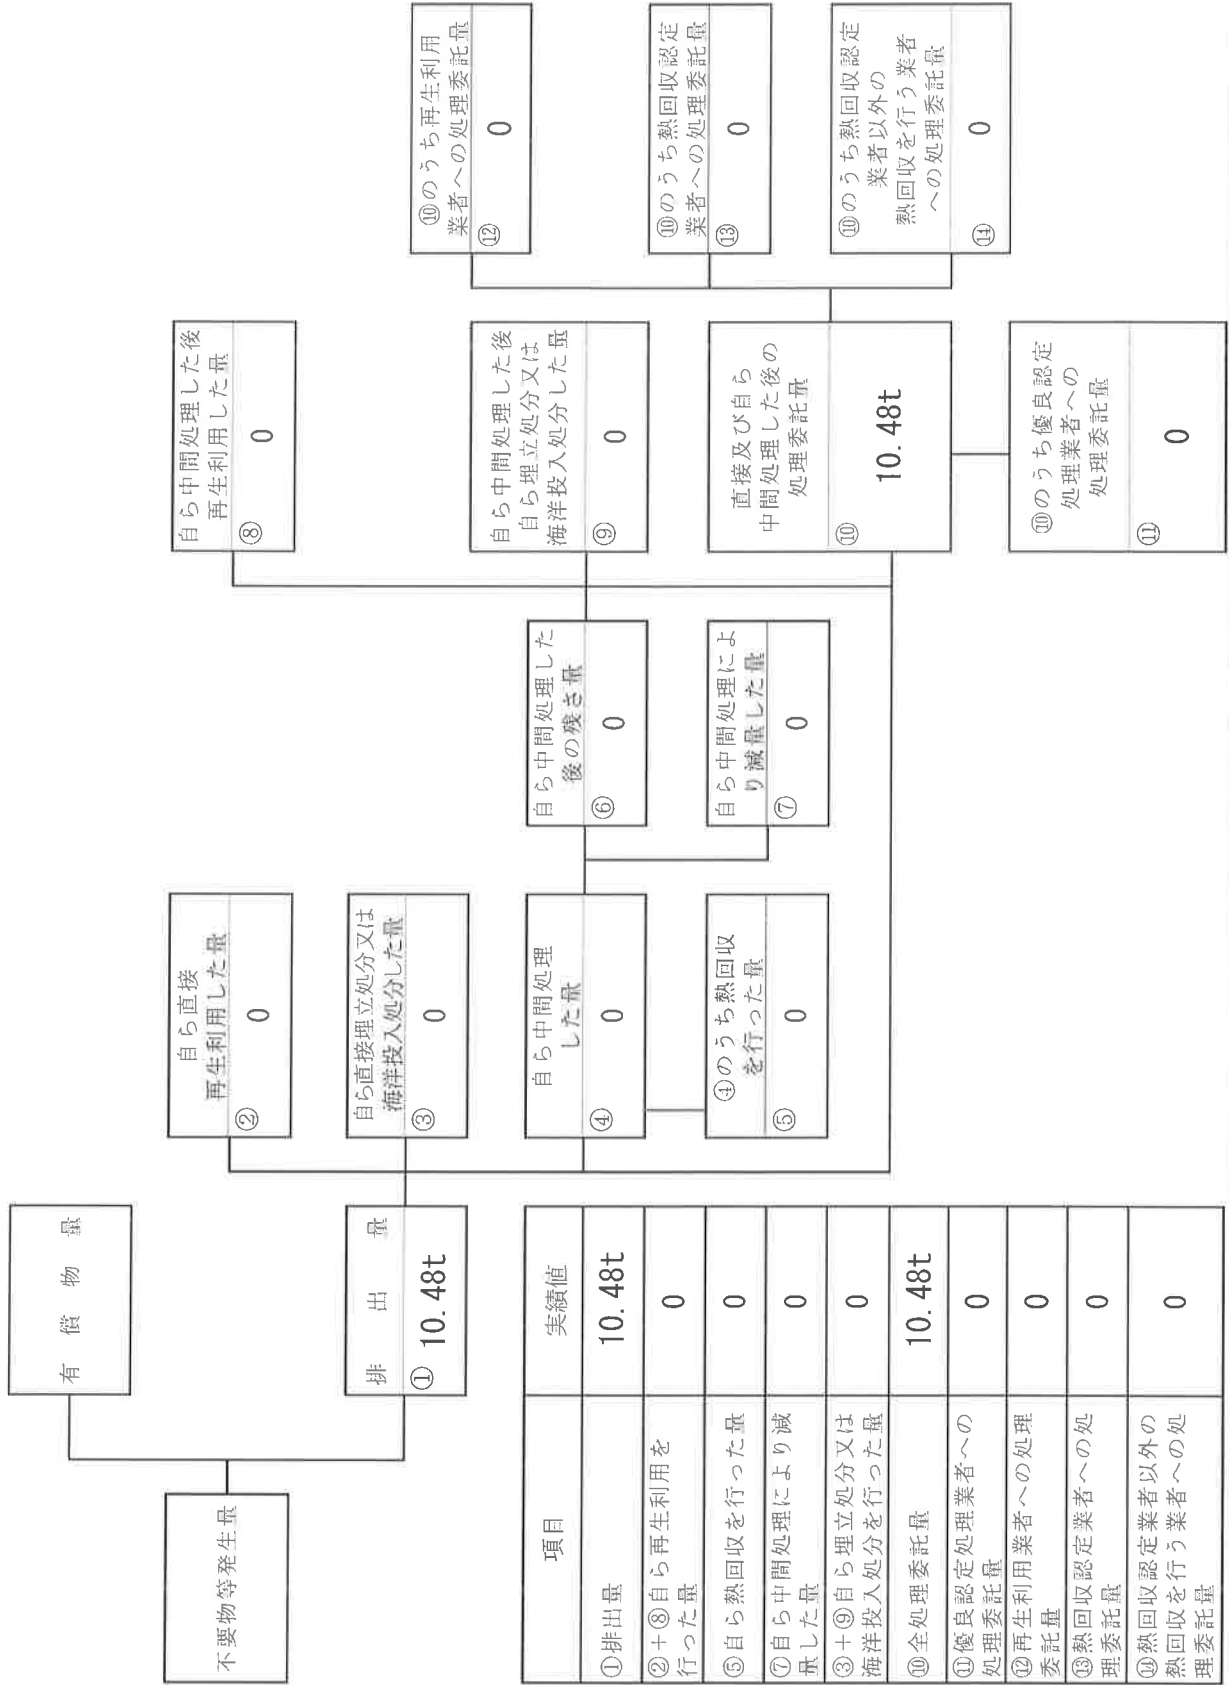 不要物等発生量
有償物量
排出量
① 10.48t
自ら直接
再生利用した量
② 0
自ら直接埋立処分又は
海洋投入処分した量
③ 0
自ら中間処理
した量
④ 0
④のうち熱回収
を行った量
⑤ 0
自ら中間処理した
後の残さ量
⑥ 0
自ら中間処理によ
り減量した量
⑦ 0
自ら中間処理した後
再生利用した量
⑧ 0
自ら中間処理した後
自ら埋立処分又は
海洋投入処分した量
⑨ 0
直接及び自ら
中間処理した後の
処理委託量
⑩ 10.48t
⑩のうち優良認定
処理業者への
処理委託量
⑪ 0
⑩のうち再生利用
業者への処理委託量
⑫ 0
⑩のうち熱回収認定
業者への処理委託量
⑬ 0
⑩のうち熱回収認定
業者以外の
熱回収を行う業者
への処理委託量
⑭ 0
項目 実績値
①排出量 10.48t
②+⑧自ら再生利用を
行った量 0
⑤自ら熱回収を行った量 0
⑦自ら中間処理により減
量した量 0
③+⑨自ら埋立処分又は
海洋投入処分を行った量 0
⑩全処理委託量 10.48t
⑪優良認定処理業者への
処理委託量 0
⑫再生利用業者への処理
委託量 0
⑬熱回収認定業者への処
理委託量 0
⑭熱回収認定業者以外の
熱回収を行う業者への処
理委託量 0